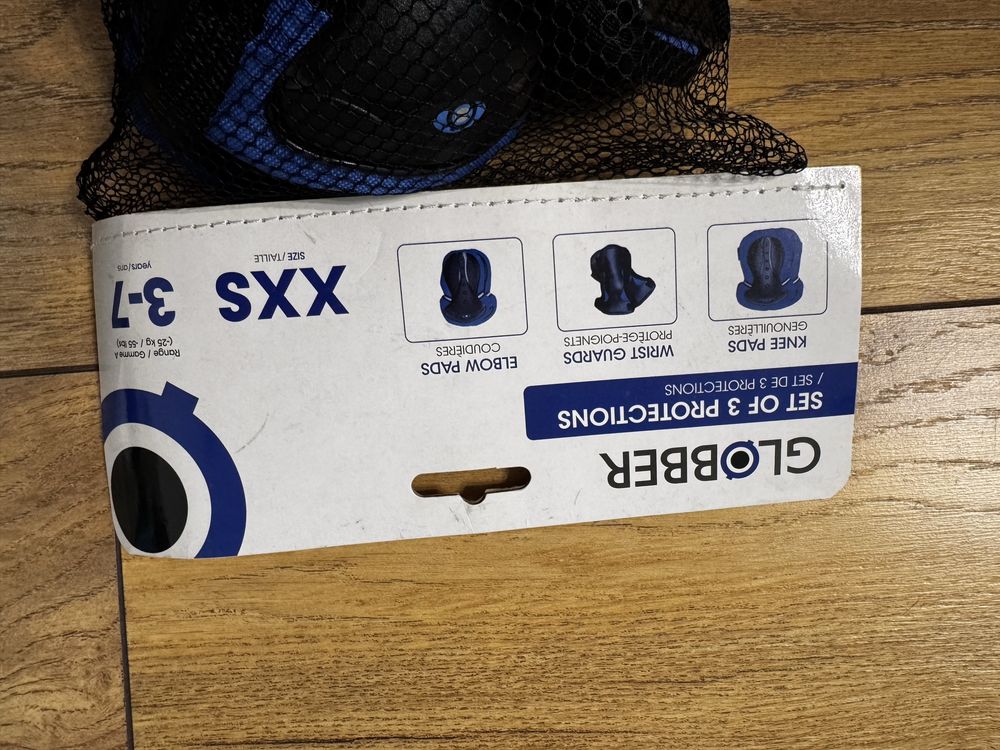 GLOBBER
SET OF 3 PROTECTIONS
/ SET DE 3 PROTECTIONS
KNEE PADS
GENOUILLÈRES
WRIST GUARDS
PROTÈGE-POIGNETS
ELBOW PADS
COUDIÈRES
Range / Gamme A
(-25 kg / -55 lbs)
XXS
SIZE / TAILLE
3-7
years/ans